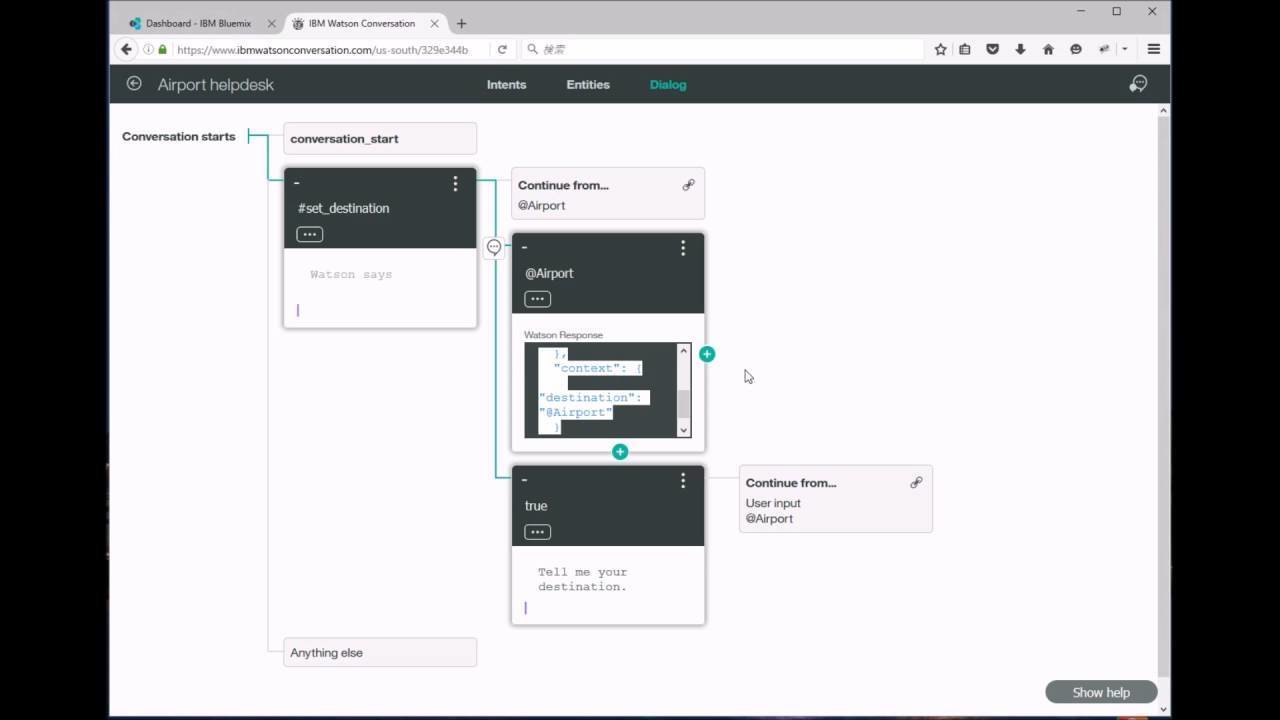 Dashboard - IBM Bluemix
IBM Watson Conversation
https://www.ibmwatsonconversation.com/us-south/329e344b
検索
Airport helpdesk
Intents
Entities
Dialog
Conversation starts
conversation_start
-
#set_destination
...
Watson says
Continue from...
@Airport
-
@Airport
...
Watson Response
},
"context": {
"destination":
"@Airport"
}
-
true
...
Tell me your
destination.
Continue from...
User input
@Airport
Anything else
Show help